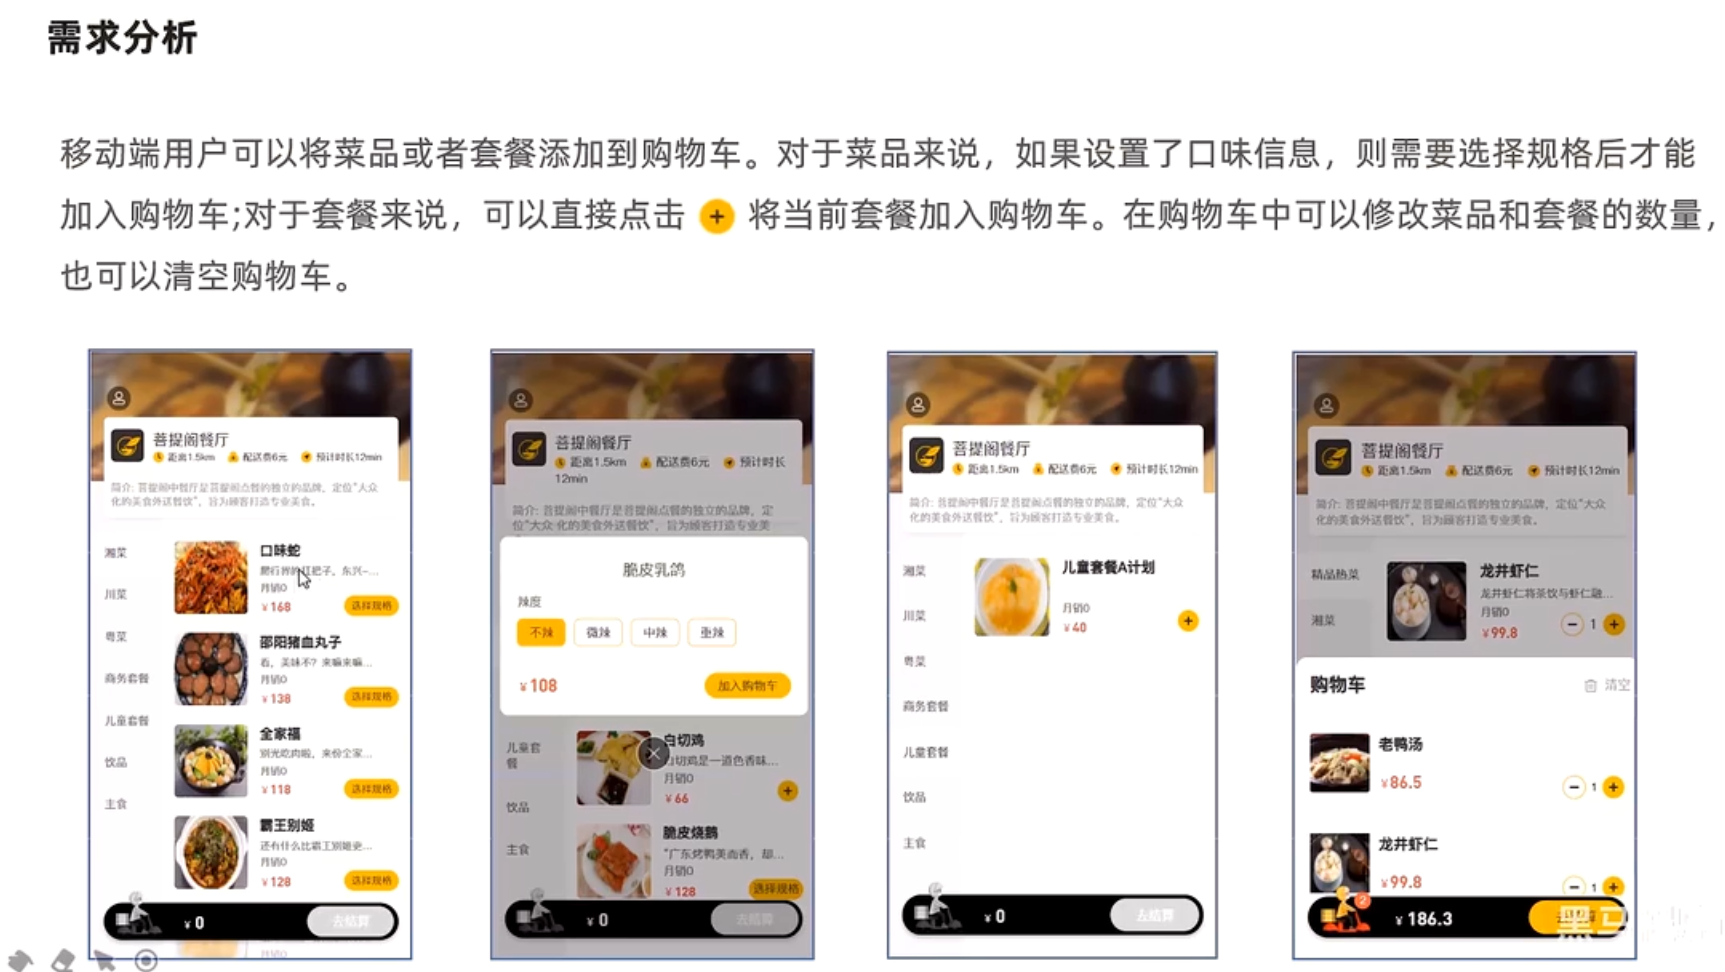 需求分析
移动端用户可以将菜品或者套餐添加到购物车。对于菜品来说，如果设置了口味信息，则需要选择规格后才能
加入购物车;对于套餐来说，可以直接点击 + 将当前套餐加入购物车。在购物车中可以修改菜品和套餐的数量，
也可以清空购物车。
菩提阁餐厅
距离1.5km 配送费6元 预计时长12min
简介: 菩提阁中餐厅是菩提阁点餐的独立的品牌，定位“大众
化的美食外送餐饮”，旨为顾客打造专业美食。
湘菜
川菜
粤菜
商务套餐
儿童套餐
饮品
主食
口味蛇
月销0
¥168
选择规格
邵阳猪血丸子
看，美味不？来嘛来嘛...
月销0
¥138
选择规格
全家福
别光吃肉啦，来份全家...
月销0
¥118
选择规格
霸王别姬
还有什么比霸王别姬更...
月销0
¥128
选择规格
¥ 0
去结算
菩提阁餐厅
距离1.5km 配送费6元 预计时长
12min
简介: 菩提阁中餐厅是菩提阁点餐的独立的品牌，定
位“大众 化的美食外送餐饮”，旨为顾客打造专业美
脆皮乳鸽
辣度
不辣 微辣 中辣 重辣
¥108
加入购物车
儿童套
餐
饮品
主食
白切鸡
白切鸡是一道色香味...
月销0
¥66
+
脆皮烧鹅
“广东烤鸭美而香，却...
月销0
¥128
选择规格
¥ 0
去结算
菩提阁餐厅
距离1.5km 配送费6元 预计时长12min
简介: 菩提阁中餐厅是菩提阁点餐的独立的品牌，定位“大众
化的美食外送餐饮”，旨为顾客打造专业美食。
湘菜
川菜
粤菜
商务套餐
儿童套餐
饮品
主食
儿童套餐A计划
月销0
¥40
+
¥ 0
去结算
菩提阁餐厅
距离1.5km 配送费6元 预计时长12min
简介: 菩提阁中餐厅是菩提阁点餐的独立的品牌，定位“大众
化的美食外送餐饮”，旨为顾客打造专业美食。
精品热菜
湘菜
龙井虾仁
龙井虾仁将茶饮与虾仁融...
月销0
¥99.8
− 1 +
购物车
清空
老鸭汤
¥86.5
− 1 +
龙井虾仁
¥99.8
− 1 +
2
¥ 186.3
黑马